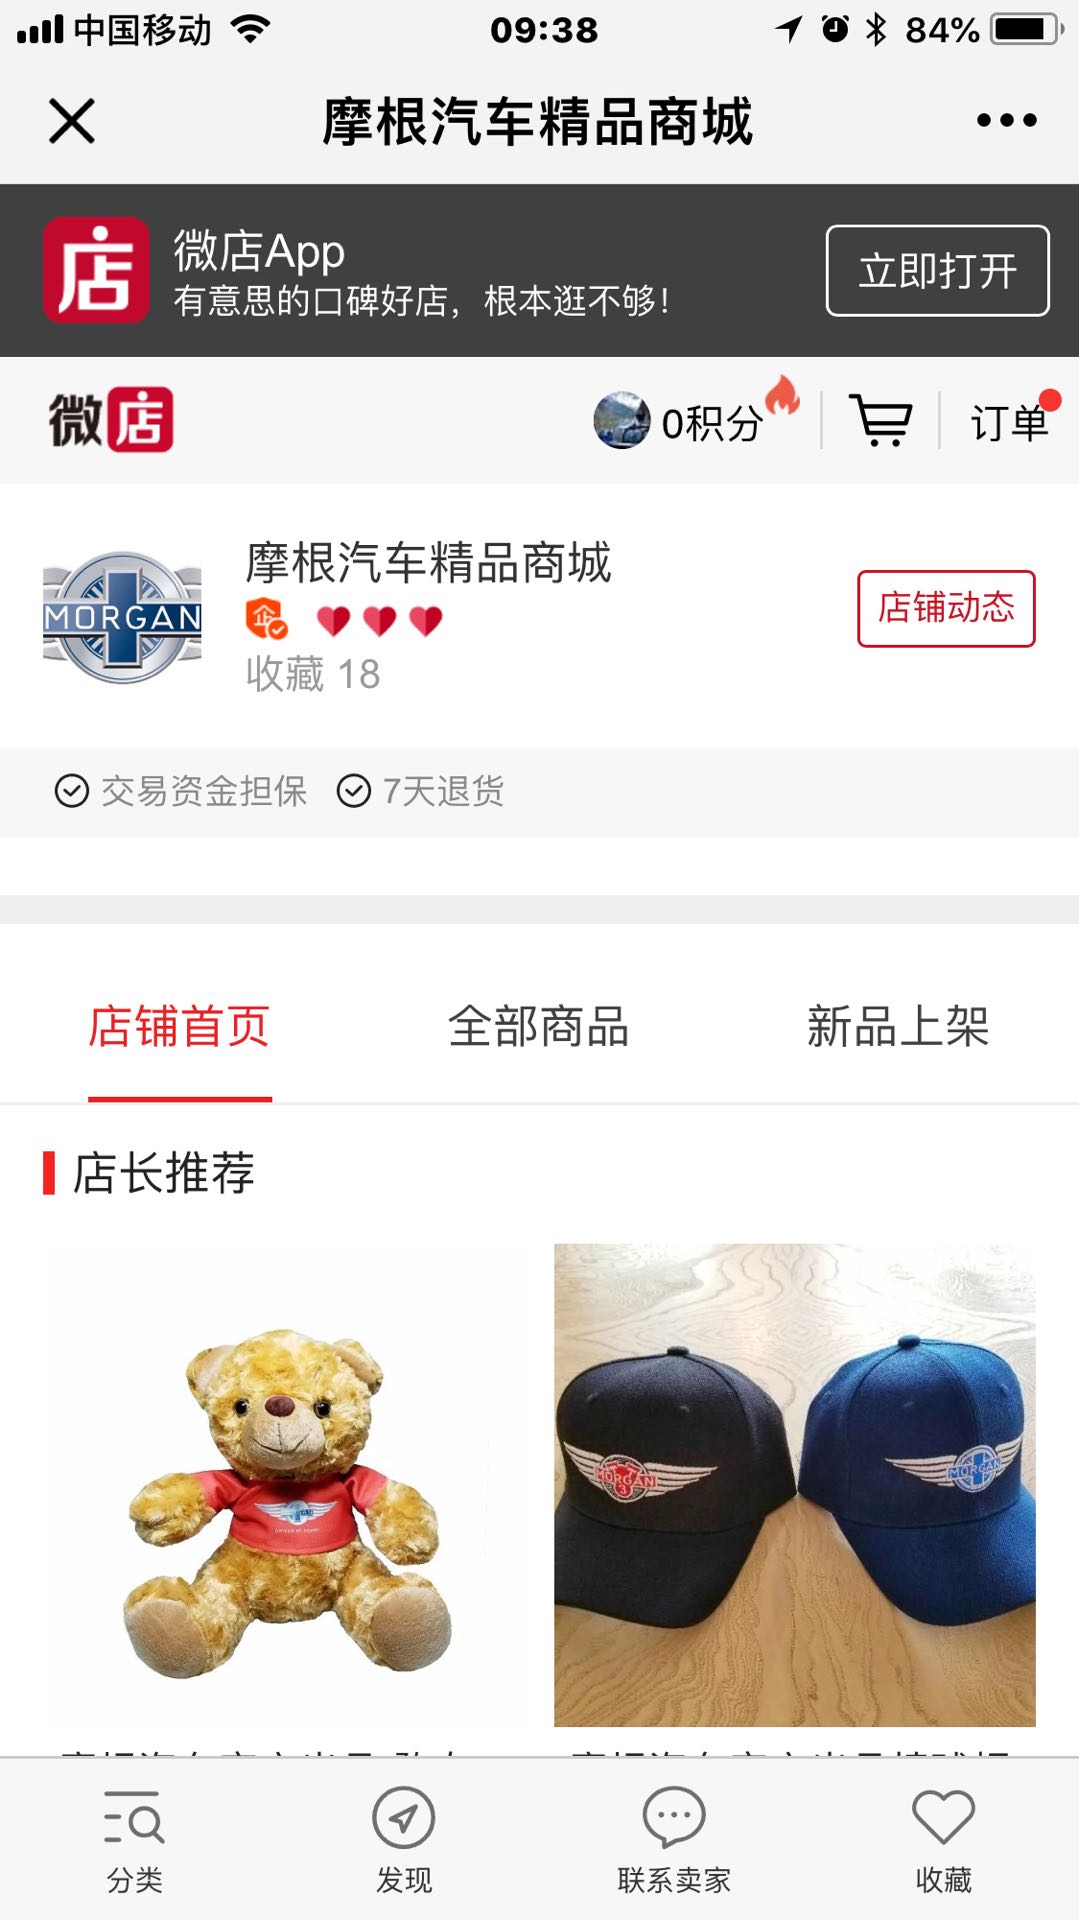 中国移动
09:38
84%
摩根汽车精品商城
店
微店App
有意思的口碑好店，根本逛不够！
立即打开
微店
0积分
订单
MORGAN
摩根汽车精品商城
企
收藏 18
店铺动态
交易资金担保
7天退货
店铺首页
全部商品
新品上架
店长推荐
MORGAN
MORGAN
3
MORGAN
分类
发现
联系卖家
收藏